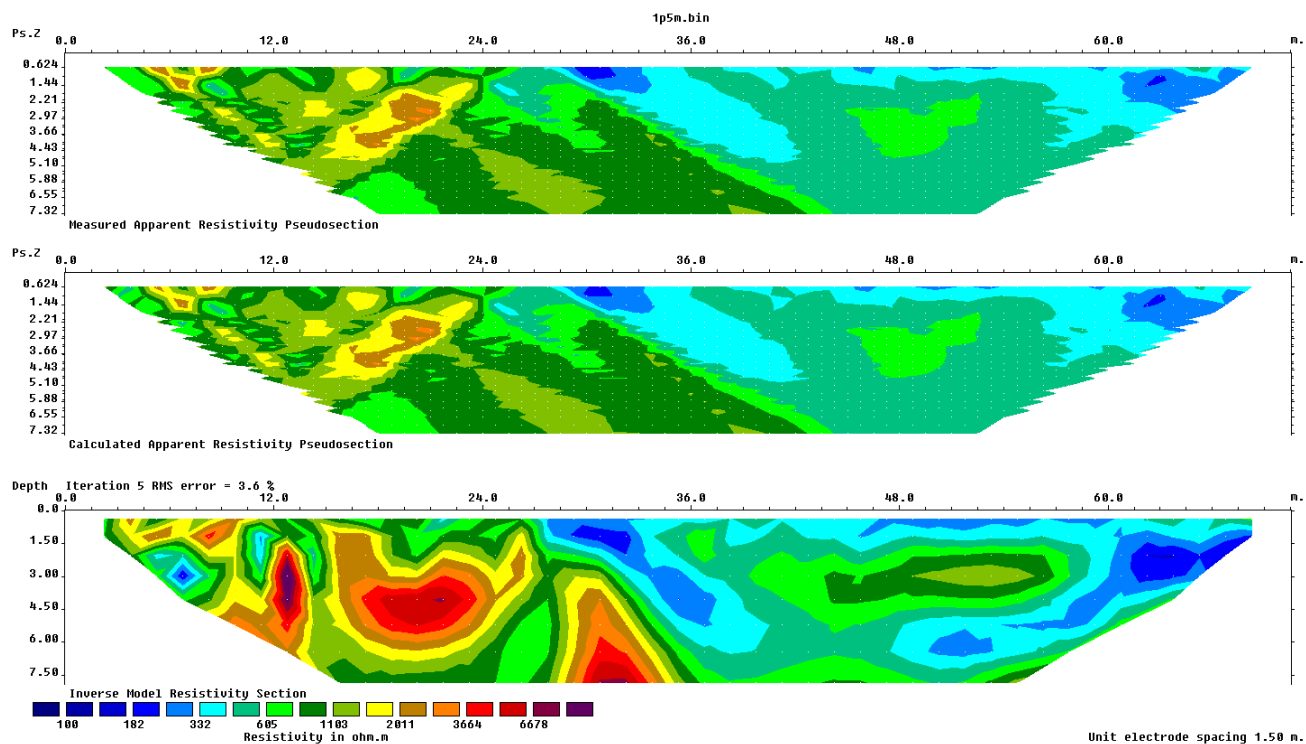 1p5m.bin
Ps.Z 0.0 12.0 24.0 36.0 48.0 60.0 m.
0.624
1.44
2.21
2.97
3.66
4.43
5.10
5.88
6.55
7.32
Measured Apparent Resistivity Pseudosection
Ps.Z 0.0 12.0 24.0 36.0 48.0 60.0 m.
0.624
1.44
2.21
2.97
3.66
4.43
5.10
5.88
6.55
7.32
Calculated Apparent Resistivity Pseudosection
Depth Iteration 5 RMS error = 3.6 %
0.0 12.0 24.0 36.0 48.0 60.0 m.
0.0
1.50
3.00
4.50
6.00
7.50
Inverse Model Resistivity Section
100 182 332 605 1103 2011 3664 6678
Resistivity in ohm.m Unit electrode spacing 1.50 m.